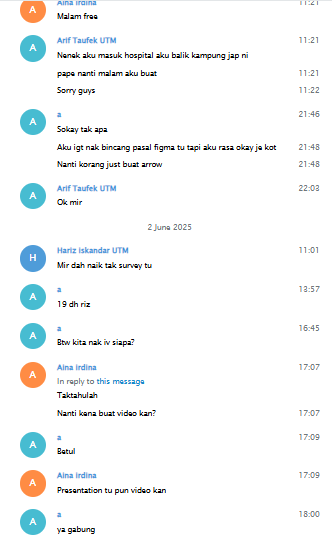 A
Aina irdina
11:21
Malam free
A
Arif Taufek UTM
11:21
Nenek aku masuk hospital aku balik kampung jap ni
pape nanti malam aku buat
11:21
Sorry guys
11:22
A
a
21:46
Sokay tak apa
Aku igt nak bincang pasal figma tu tapi aku rasa okay je kot
21:48
Nanti korang just buat arrow
21:48
A
Arif Taufek UTM
22:03
Ok mir
2 June 2025
H
Hariz Iskandar UTM
11:01
Mir dah naik tak survey tu
A
a
13:57
19 dh riz
A
a
16:45
Btw kita nak iv siapa?
A
Aina irdina
17:07
In reply to this message
Taktahulah
Nanti kena buat video kan?
17:07
A
a
17:09
Betul
A
Aina irdina
17:09
Presentation tu pun video kan
A
a
18:00
ya gabung